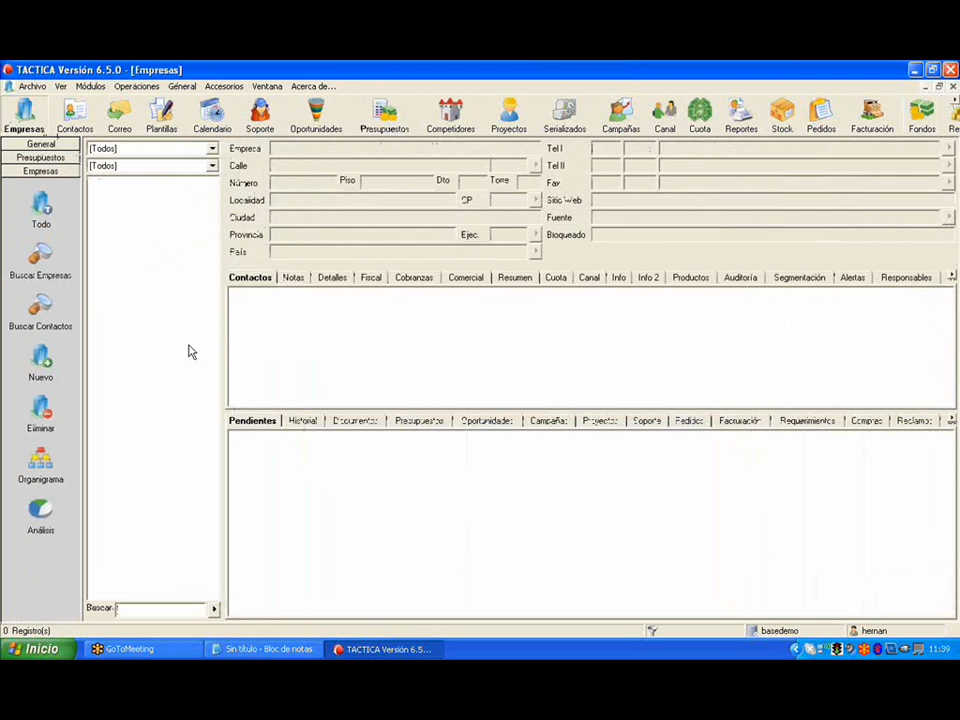 TACTICA Versión 6.5.0 - [Empresas]
Archivo Ver Módulos Operaciones General Accesorios Ventana Acerca de...
Empresas Contactos Correo Plantillas Calendario Soporte Oportunidades Presupuestos Competidores Proyectos Serializados Campañas Canal Cuota Reportes Stock Pedidos Facturación Fondos
General
Presupuestos
Empresas
Todo
Buscar Empresas
Buscar Contactos
Nuevo
Eliminar
Organigrama
Análisis
[Todos]
[Todos]
Buscar:
Empresa Tel I
Calle Tel II
Número Piso Dto Torre Fax
Localidad CP Sitio Web
Ciudad Fuente
Provincia Ejec. Bloqueado
País
Contactos Notas Detalles Fiscal Cobranzas Comercial Resumen Cuota Canal Info Info 2 Productos Auditoría Segmentación Alertas Responsables
Pendientes Historial Documentos Presupuestos Oportunidades Campañas Proyectos Soporte Pedidos Facturación Requerimientos Compras Reclamos
0 Registro(s) basedemo hernan
Inicio GoToMeeting Sin título - Bloc de notas TACTICA Versión 6.5... 11:39